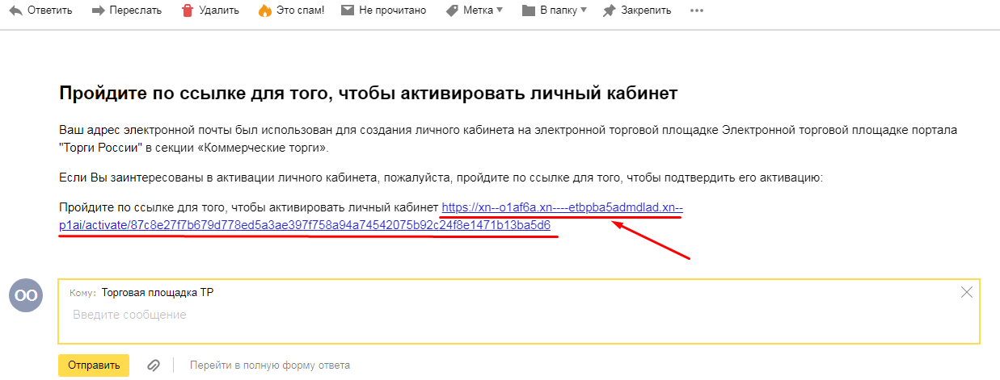 Ответить Переслать Удалить Это спам! Не прочитано Метка В папку Закрепить
Пройдите по ссылке для того, чтобы активировать личный кабинет
Ваш адрес электронной почты был использован для создания личного кабинета на электронной торговой площадке Электронной торговой площадке портала
"Торги России" в секции «Коммерческие торги».
Если Вы заинтересованы в активации личного кабинета, пожалуйста, пройдите по ссылке для того, чтобы подтвердить его активацию:
Пройдите по ссылке для того, чтобы активировать личный кабинет https://xn--o1af6a.xn----etbpba5admdlad.xn--
p1ai/activate/87c8e27f7b679d778ed5a3ae397f758a94a74542075b92c24f8e1471b13ba5d6
ОО
Кому: Торговая площадка ТР
Введите сообщение
Отправить Перейти в полную форму ответа